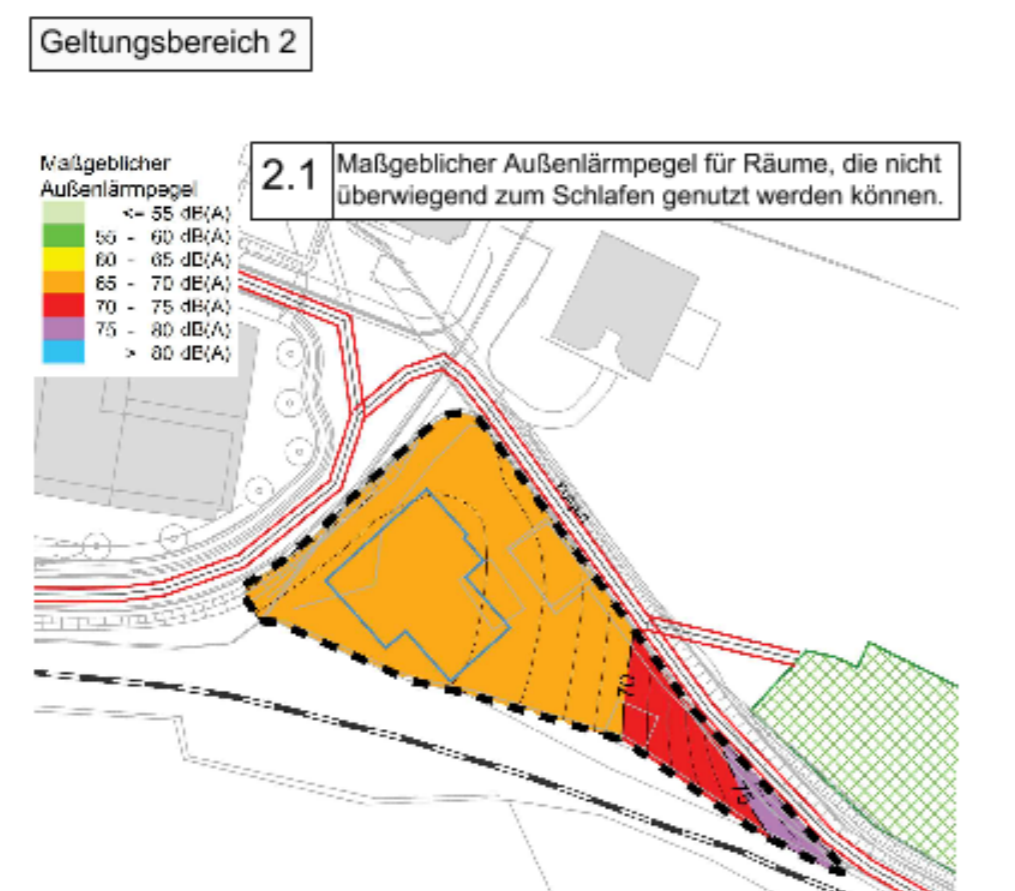 Geltungsbereich 2
Maßgeblicher
Außenlärmpegel
<= 55 dB(A)
55 - 60 dB(A)
60 - 65 dB(A)
65 - 70 dB(A)
70 - 75 dB(A)
75 - 80 dB(A)
> 80 dB(A)
2.1
Maßgeblicher Außenlärmpegel für Räume, die nicht
überwiegend zum Schlafen genutzt werden können.
70
75